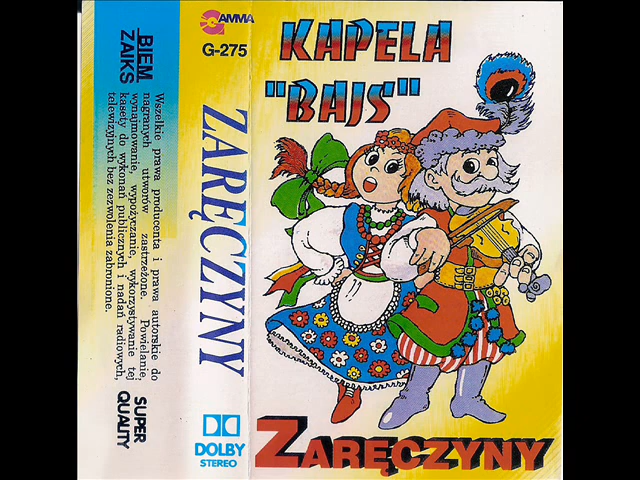 BIEM
ZAIKS
Wszelkie prawa producenta i prawa autorskie do
nagranych utworów zastrzeżone. Powielanie,
wynajmowanie, wypożyczanie, wykorzystywanie tej
kasety do wykonań publicznych i nadań radiowych,
telewizyjnych bez zezwolenia zabronione.
SUPER
QUALITY
GAMMA
G-275
ZARĘCZYNY
DOLBY
STEREO
KAPELA
"BAJS"
ZARĘCZYNY